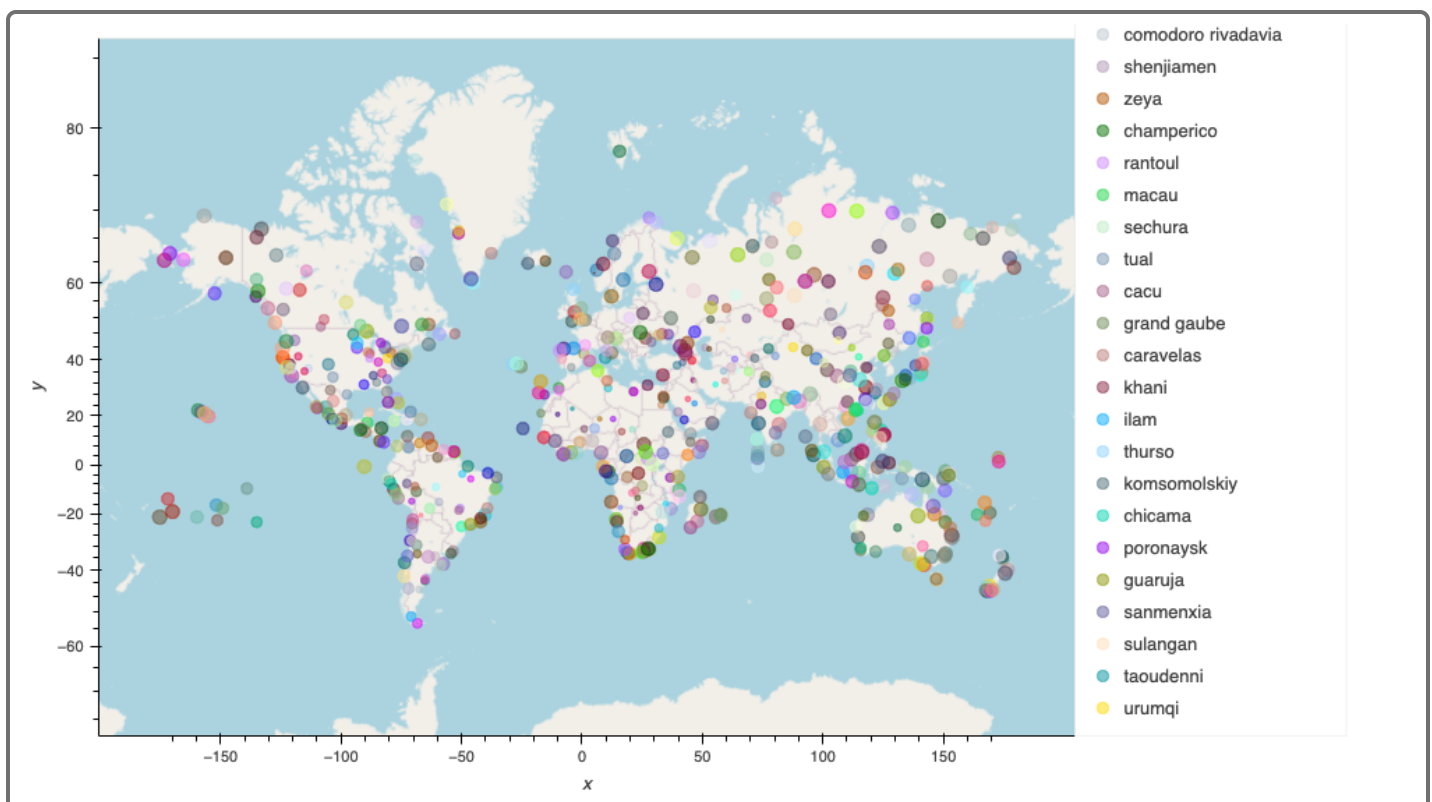 comodoro rivadavia
shenjiamen
zeya
champerico
rantoul
macau
sechura
tual
cacu
grand gaube
caravelas
khani
ilam
thurso
komsomolskiy
chicama
poronaysk
guaruja
sanmenxia
sulangan
taoudenni
urumqi
80
60
40
20
0
−20
−40
−60
y
−150 −100 −50 0 50 100 150
x